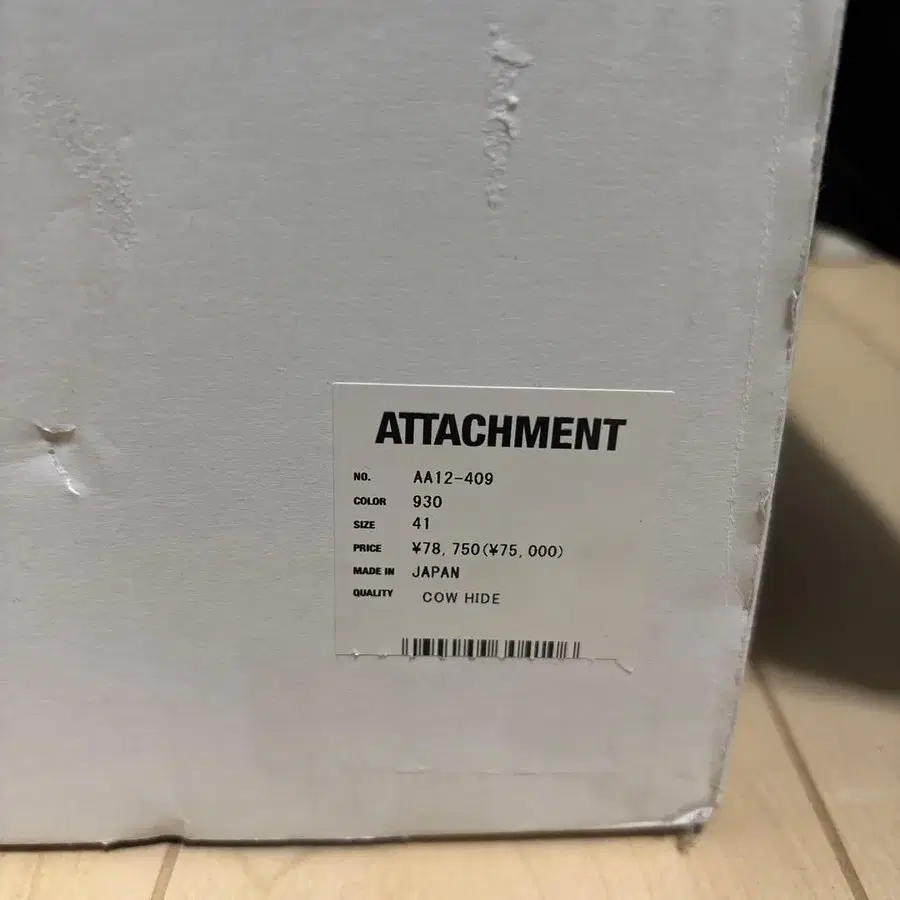 ATTACHMENT
NO. AA12-409
COLOR 930
SIZE 41
PRICE ¥78,750(¥75,000)
MADE IN JAPAN
QUALITY COW HIDE